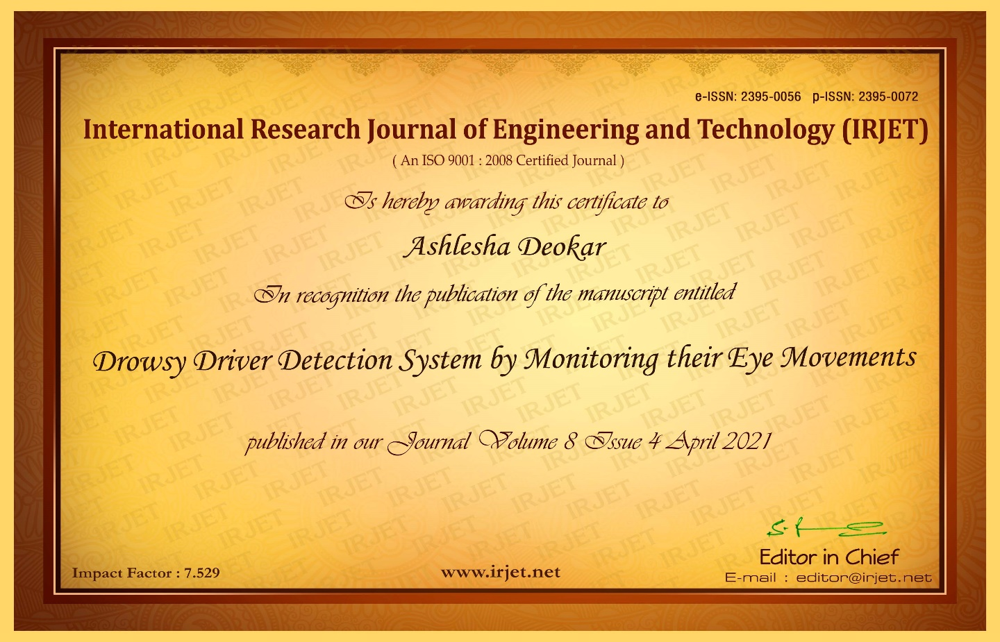 e-ISSN: 2395-0056 p-ISSN: 2395-0072
International Research Journal of Engineering and Technology (IRJET)
( An ISO 9001 : 2008 Certified Journal )
Is hereby awarding this certificate to
Ashlesha Deokar
In recognition the publication of the manuscript entitled
Drowsy Driver Detection System by Monitoring their Eye Movements
published in our Journal Volume 8 Issue 4 April 2021
Editor in Chief
Impact Factor : 7.529
www.irjet.net
E-mail : editor@irjet.net